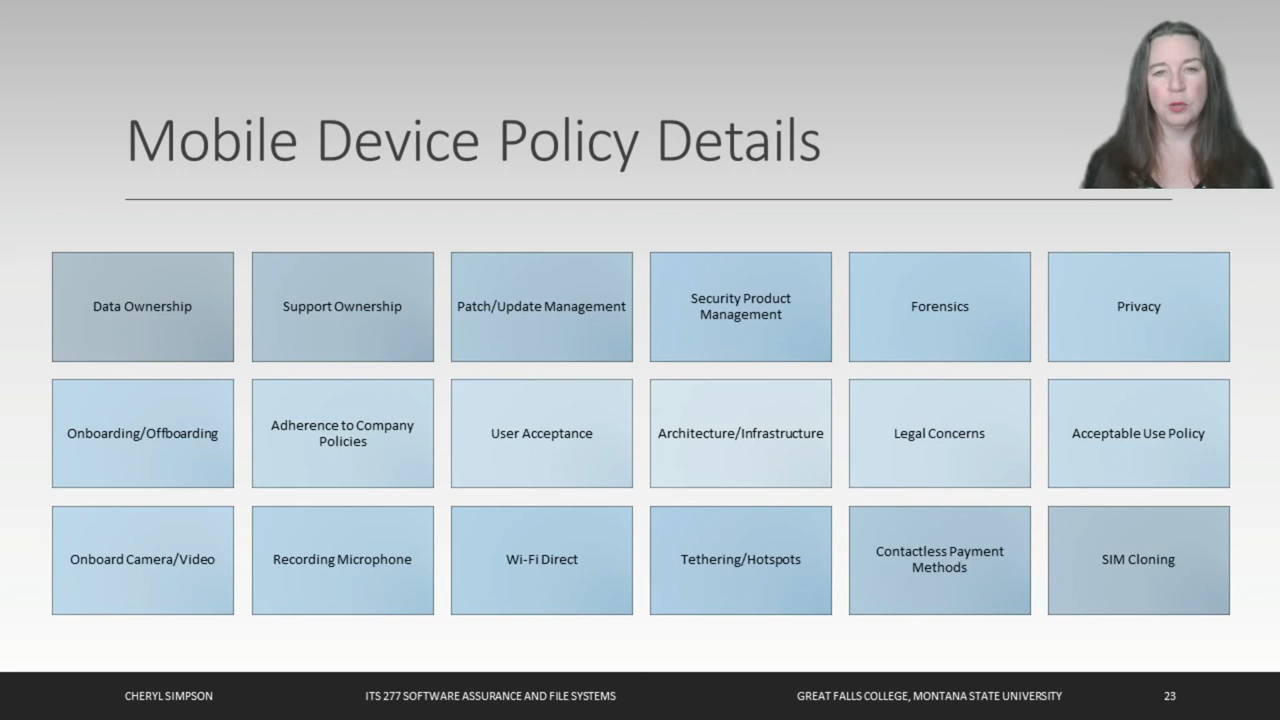 Mobile Device Policy Details
Data Ownership
Support Ownership
Patch/Update Management
Security Product
Management
Forensics
Privacy
Onboarding/Offboarding
Adherence to Company
Policies
User Acceptance
Architecture/Infrastructure
Legal Concerns
Acceptable Use Policy
Onboard Camera/Video
Recording Microphone
Wi-Fi Direct
Tethering/Hotspots
Contactless Payment
Methods
SIM Cloning
CHERYL SIMPSON
ITS 277 SOFTWARE ASSURANCE AND FILE SYSTEMS
GREAT FALLS COLLEGE, MONTANA STATE UNIVERSITY
23